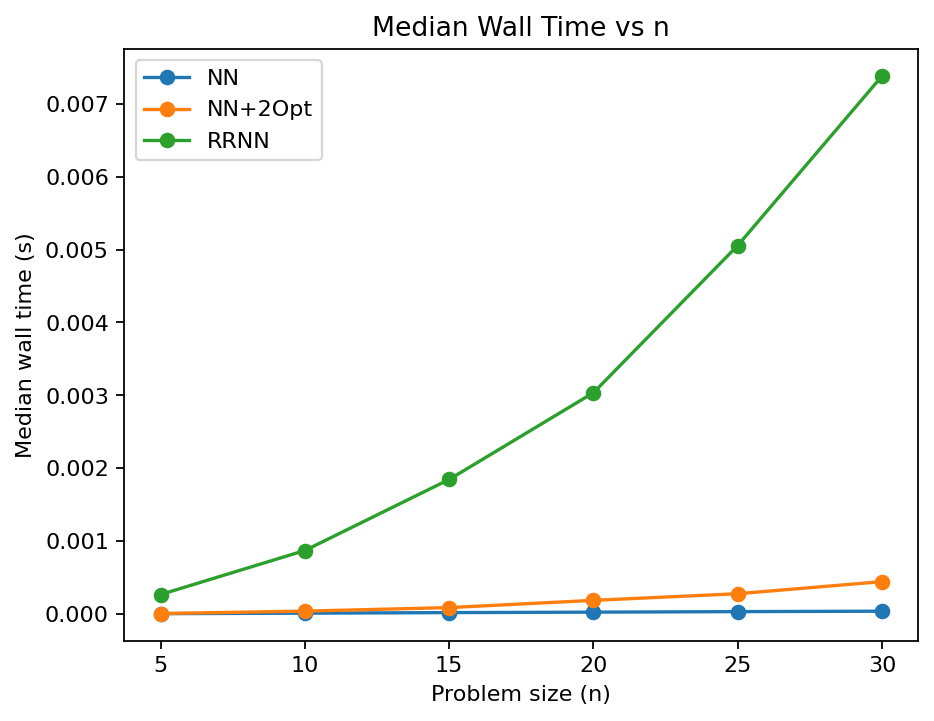 Median Wall Time vs n
NN
NN+2Opt
RRNN
Median wall time (s)
0.007
0.006
0.005
0.004
0.003
0.002
0.001
0.000
5 10 15 20 25 30
Problem size (n)